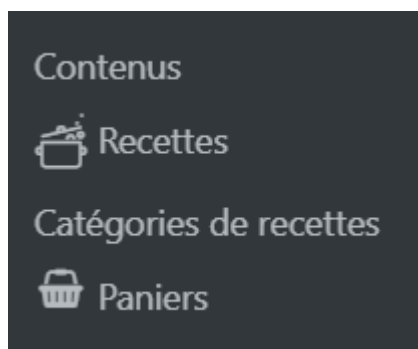 Contenus
Recettes
Catégories de recettes
Paniers